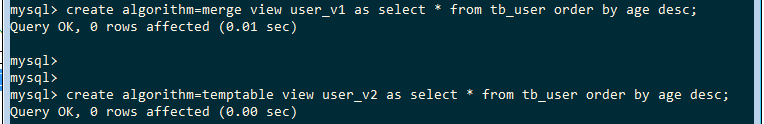 mysql> create algorithm=merge view user_v1 as select * from tb_user order by age desc;
Query OK, 0 rows affected (0.01 sec)
mysql>
mysql>
mysql> create algorithm=temptable view user_v2 as select * from tb_user order by age desc;
Query OK, 0 rows affected (0.00 sec)